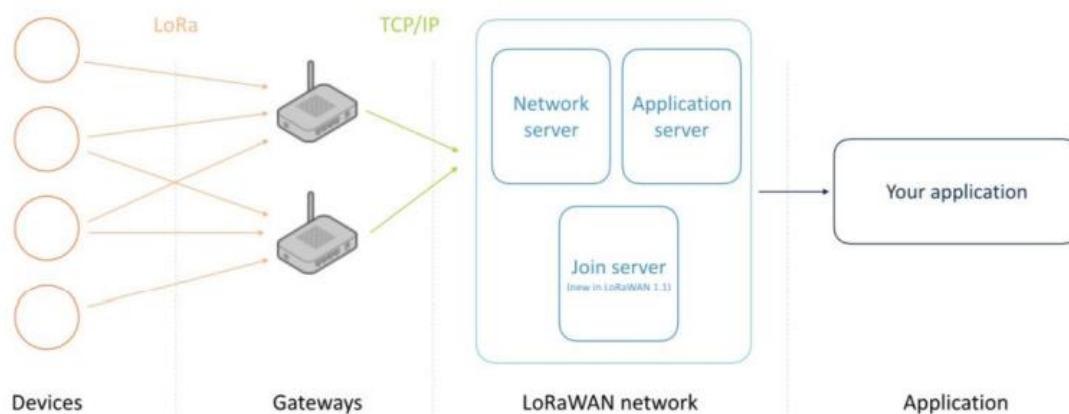 LoRa
TCP/IP
Network
server
Application
server
Join server
(new in LoRaWAN 1.1)
Your application
Devices
Gateways
LoRaWAN network
Application